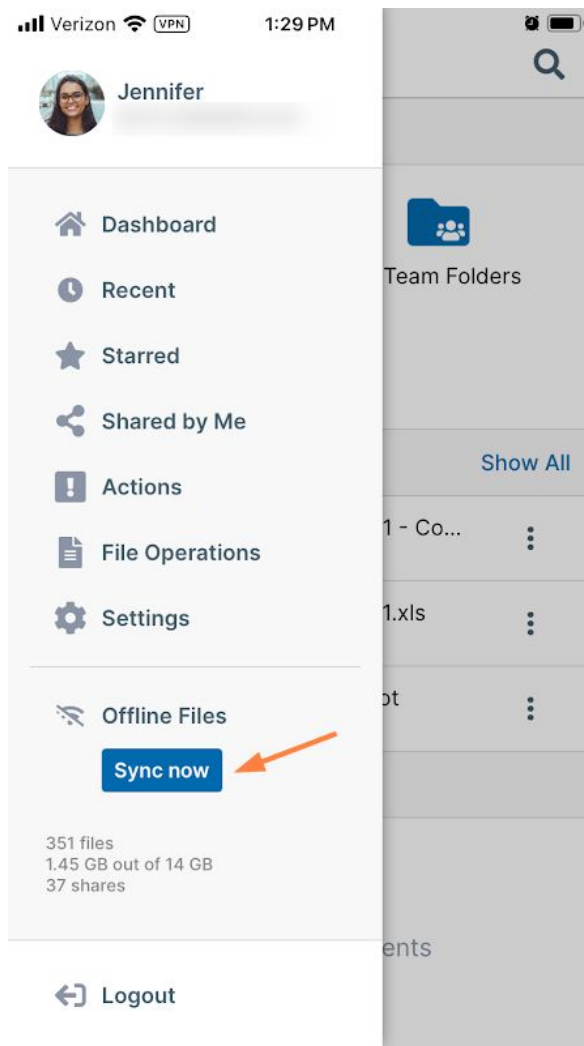 Verizon VPN 1:29 PM
Jennifer
Dashboard
Recent
Starred
Shared by Me
Actions
File Operations
Settings
Offline Files
Sync now
351 files
1.45 GB out of 14 GB
37 shares
Logout
Team Folders
Show All
1 - Co...
1.xls
ot
ents